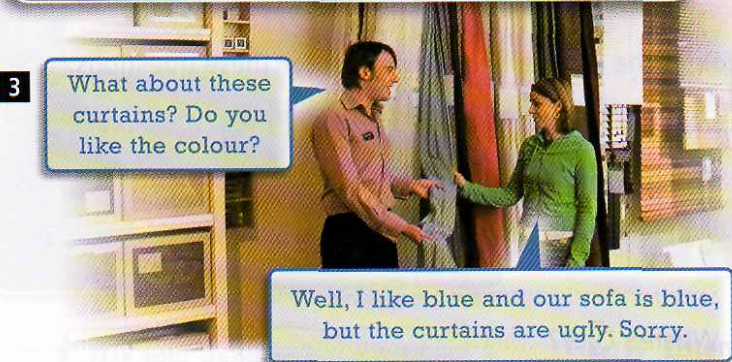 3
What about these
curtains? Do you
like the colour?
Well, I like blue and our sofa is blue,
but the curtains are ugly. Sorry.